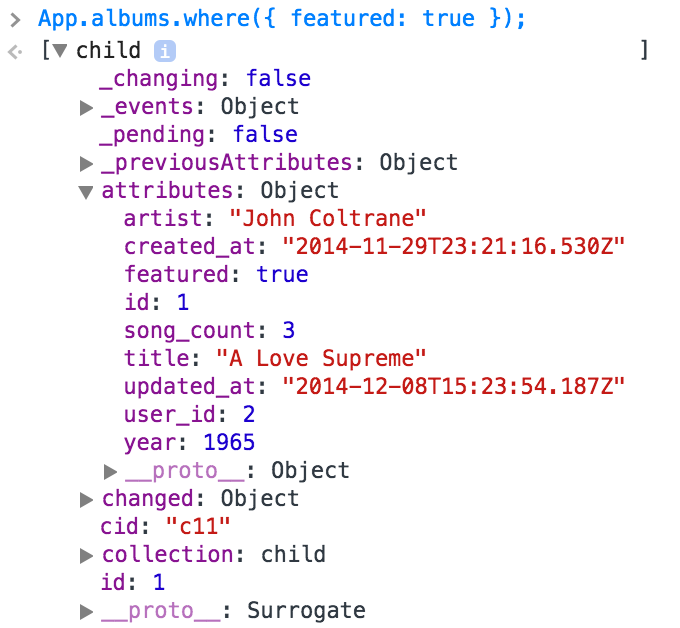 > App.albums.where({ featured: true });
[▼ child i ]
_changing: false
▶ _events: Object
_pending: false
▶ _previousAttributes: Object
▼ attributes: Object
artist: "John Coltrane"
created_at: "2014-11-29T23:21:16.530Z"
featured: true
id: 1
song_count: 3
title: "A Love Supreme"
updated_at: "2014-12-08T15:23:54.187Z"
user_id: 2
year: 1965
▶ __proto__: Object
▶ changed: Object
cid: "c11"
▶ collection: child
id: 1
▶ __proto__: Surrogate